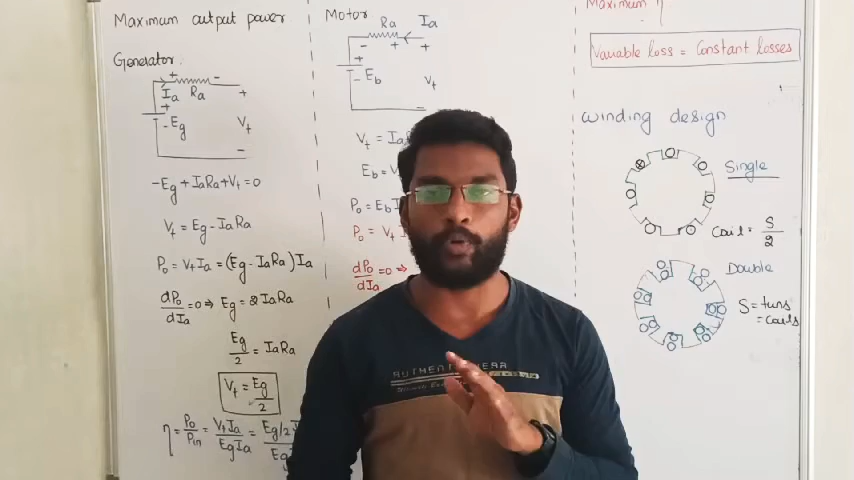 Maximum output power
Generator
+ -
Ia Ra +
+
- Eg Vt
-
-Eg + IaRa + Vt = 0
Vt = Eg - IaRa
Po = VtIa = (Eg - IaRa) Ia
dPo/dIa = 0 ⇒ Eg = 2 IaRa
Eg/2 = IaRa
Vt = Eg/2
η = Po/Pin = VtIa/EgIa = Eg/2 I
Motor
Ra Ia
- + +
+
- Eb Vt
-
Vt = Ia
Eb = V
Po = Eb I
Po = Vt I
dPo/dIa = 0 ⇒
Maximum η
Variable loss = Constant losses
winding design
Single
Coil = S/2
Double
S = turns
= coils
AUTHENT